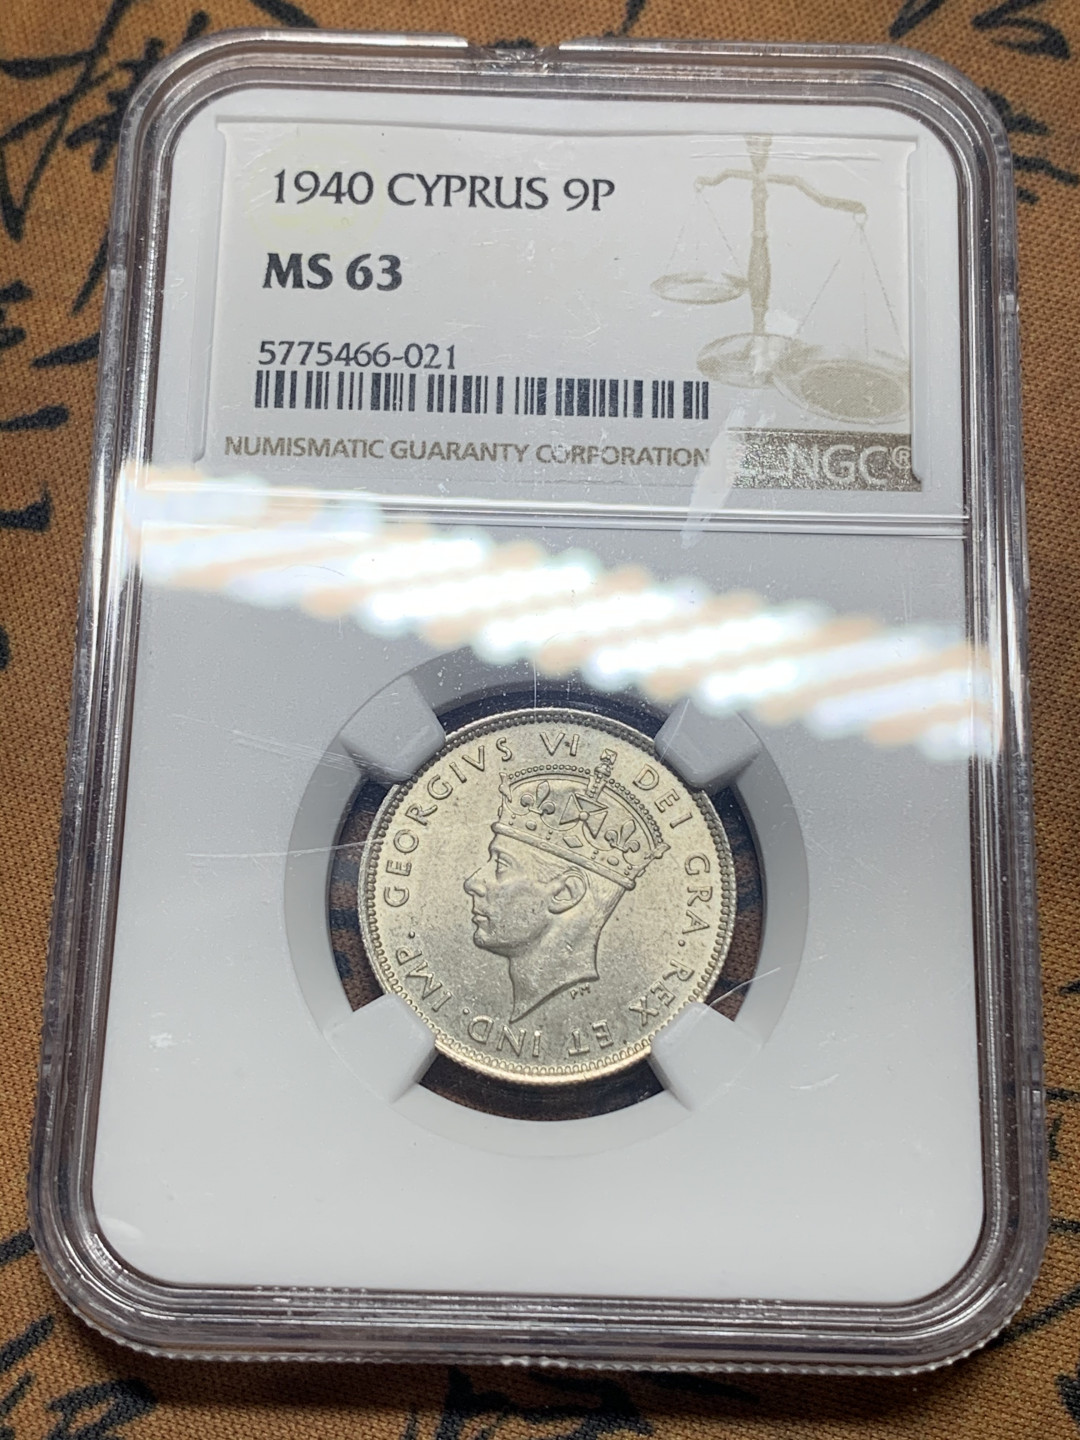 1940 CYPRUS 9P
MS 63
5775466-021
NUMISMATIC GUARANTY CORPORATION
NGC®
GEORGIVS VI DEI GRA. REX ET IND. IMP.
PM